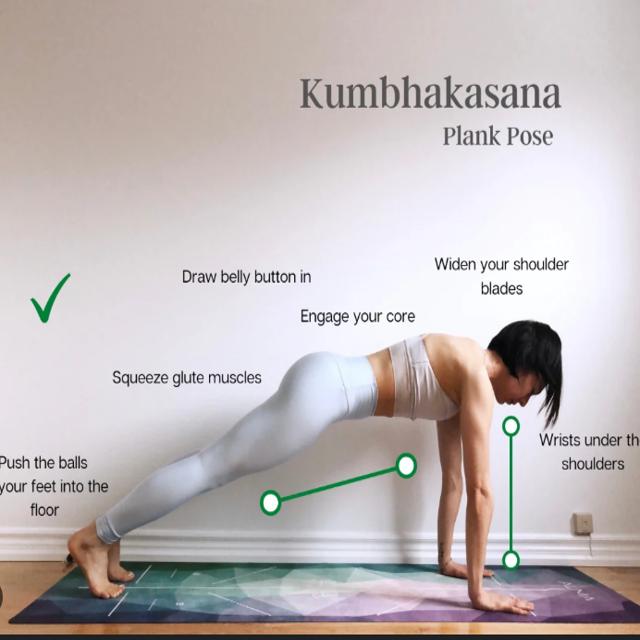 Kumbhakasana
Plank Pose
Widen your shoulder
blades
Draw belly button in
Engage your core
Squeeze glute muscles
Wrists under th
shoulders
Push the balls
your feet into the
floor